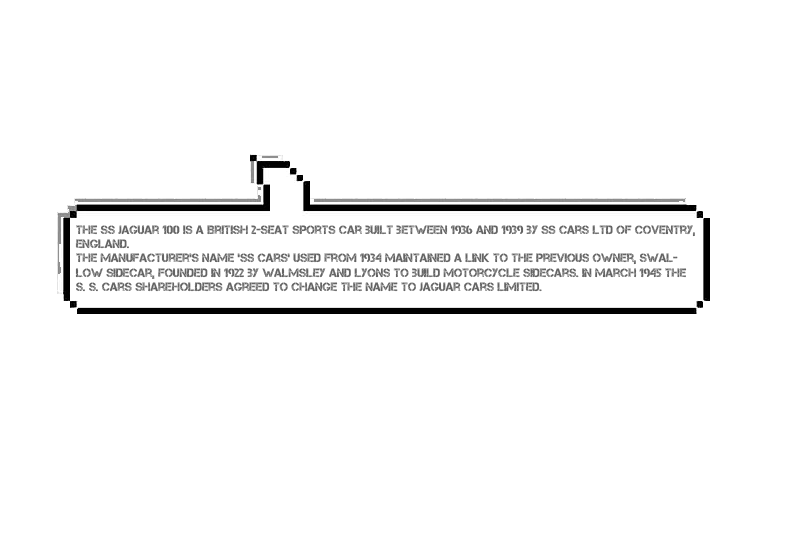 THE SS JAGUAR 100 IS A BRITISH 2-SEAT SPORTS CAR BUILT BETWEEN 1936 AND 1939 BY SS CARS LTD OF COVENTRY,
ENGLAND.
THE MANUFACTURER'S NAME 'SS CARS' USED FROM 1934 MAINTAINED A LINK TO THE PREVIOUS OWNER, SWAL-
LOW SIDECAR, FOUNDED IN 1922 BY WALMSLEY AND LYONS TO BUILD MOTORCYCLE SIDECARS. IN MARCH 1945 THE
S. S. CARS SHAREHOLDERS AGREED TO CHANGE THE NAME TO JAGUAR CARS LIMITED.